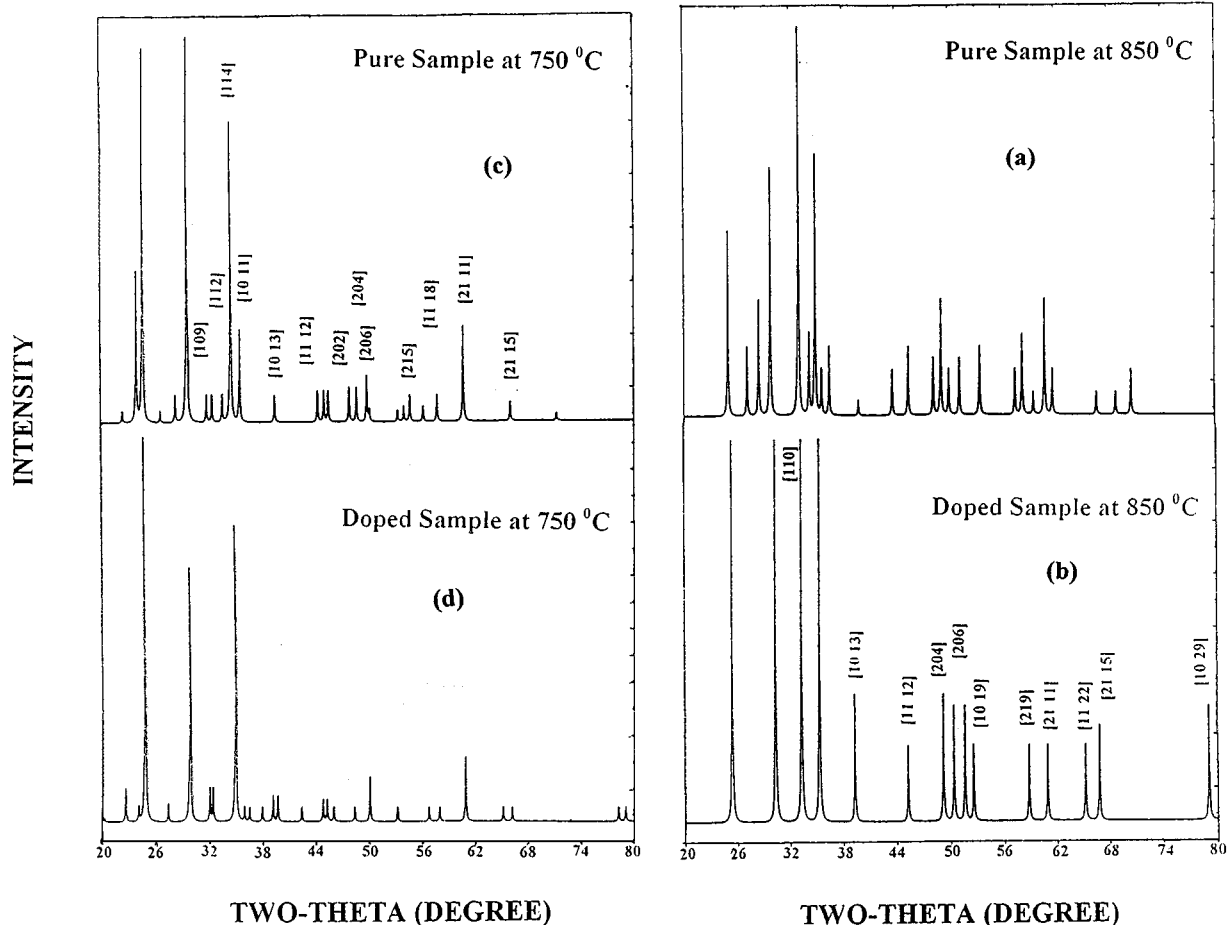 INTENSITY
Pure Sample at 750 ⁰C
(c)
[109]
[112]
[114]
[10 11]
[10 13]
[11 12]
[202]
[204]
[206]
[215]
[11 18]
[21 11]
[21 15]
Doped Sample at 750 ⁰C
(d)
20 26 32 38 44 50 56 62 68 74 80
TWO-THETA (DEGREE)
Pure Sample at 850 ⁰C
(a)
Doped Sample at 850 ⁰C
(b)
[110]
[10 13]
[11 12]
[204]
[206]
[10 19]
[219]
[21 11]
[11 22]
[21 15]
[10 29]
20 26 32 38 44 50 56 62 68 74 80
TWO-THETA (DEGREE)